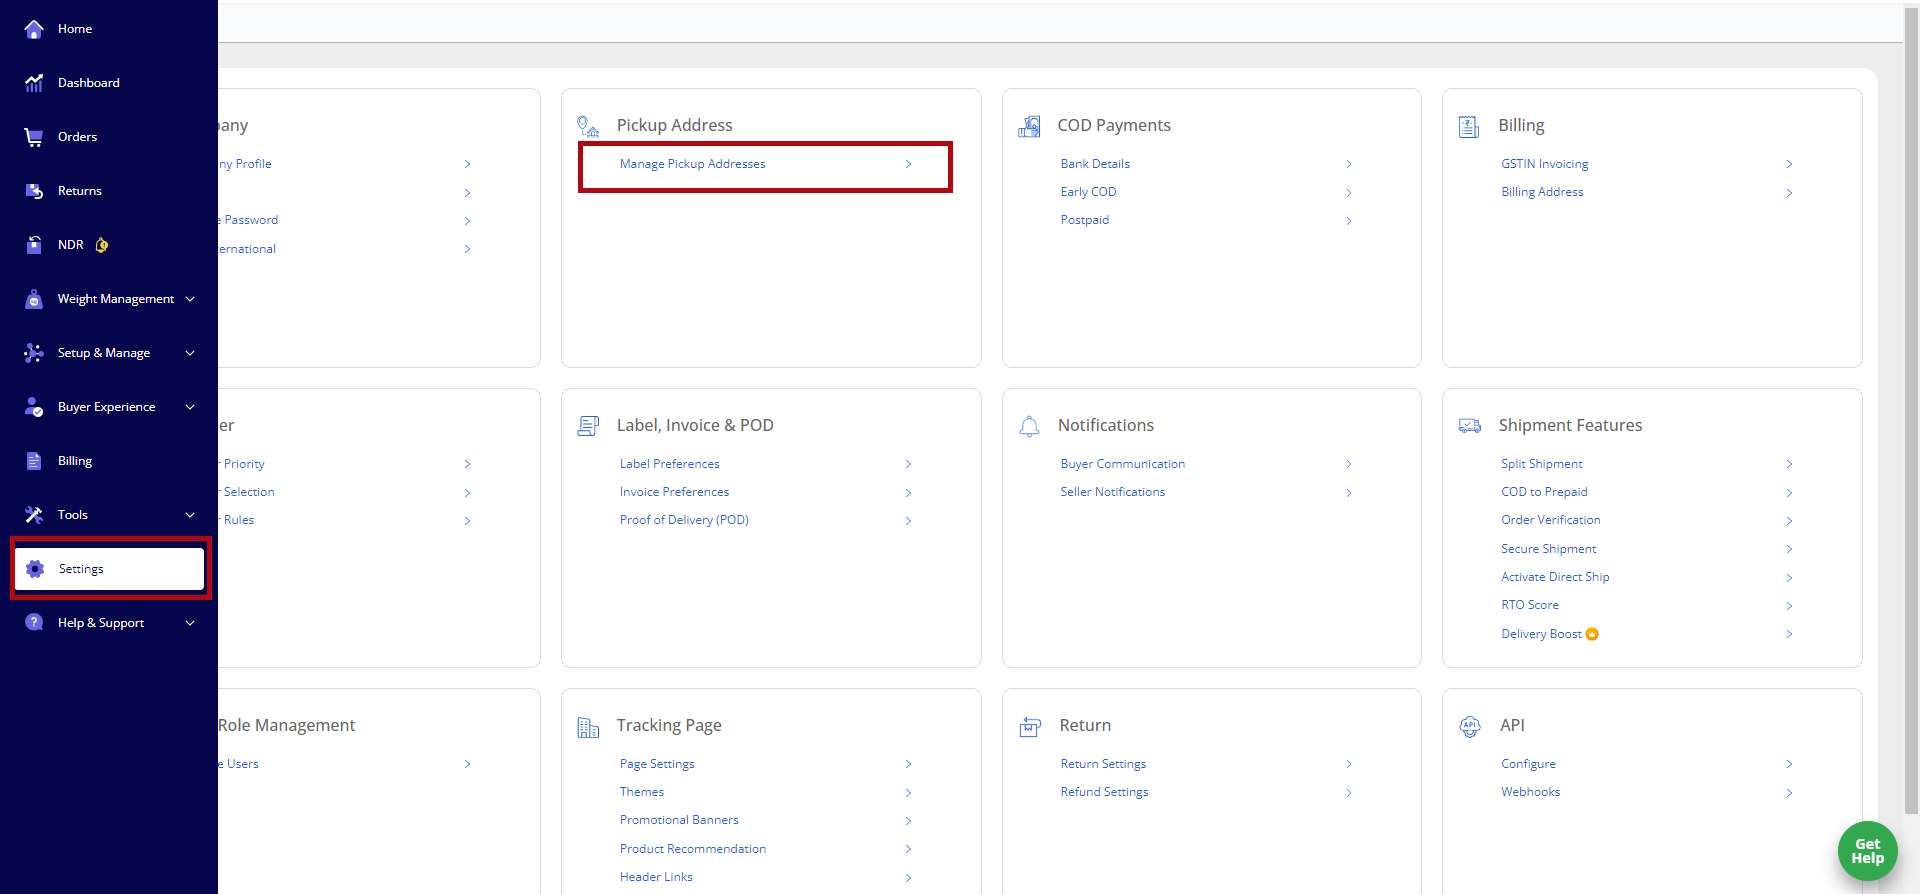 Home
Dashboard
Orders
Returns
NDR
Weight Management
Setup & Manage
Buyer Experience
Billing
Tools
Settings
Help & Support
pany
ny Profile
e Password
ernational
Pickup Address
Manage Pickup Addresses
COD Payments
Bank Details
Early COD
Postpaid
Billing
GSTIN Invoicing
Billing Address
er
r Priority
r Selection
r Rules
Label, Invoice & POD
Label Preferences
Invoice Preferences
Proof of Delivery (POD)
Notifications
Buyer Communication
Seller Notifications
Shipment Features
Split Shipment
COD to Prepaid
Order Verification
Secure Shipment
Activate Direct Ship
RTO Score
Delivery Boost
Role Management
e Users
Tracking Page
Page Settings
Themes
Promotional Banners
Product Recommendation
Header Links
Return
Return Settings
Refund Settings
API
API
Configure
Webhooks
Get
Help